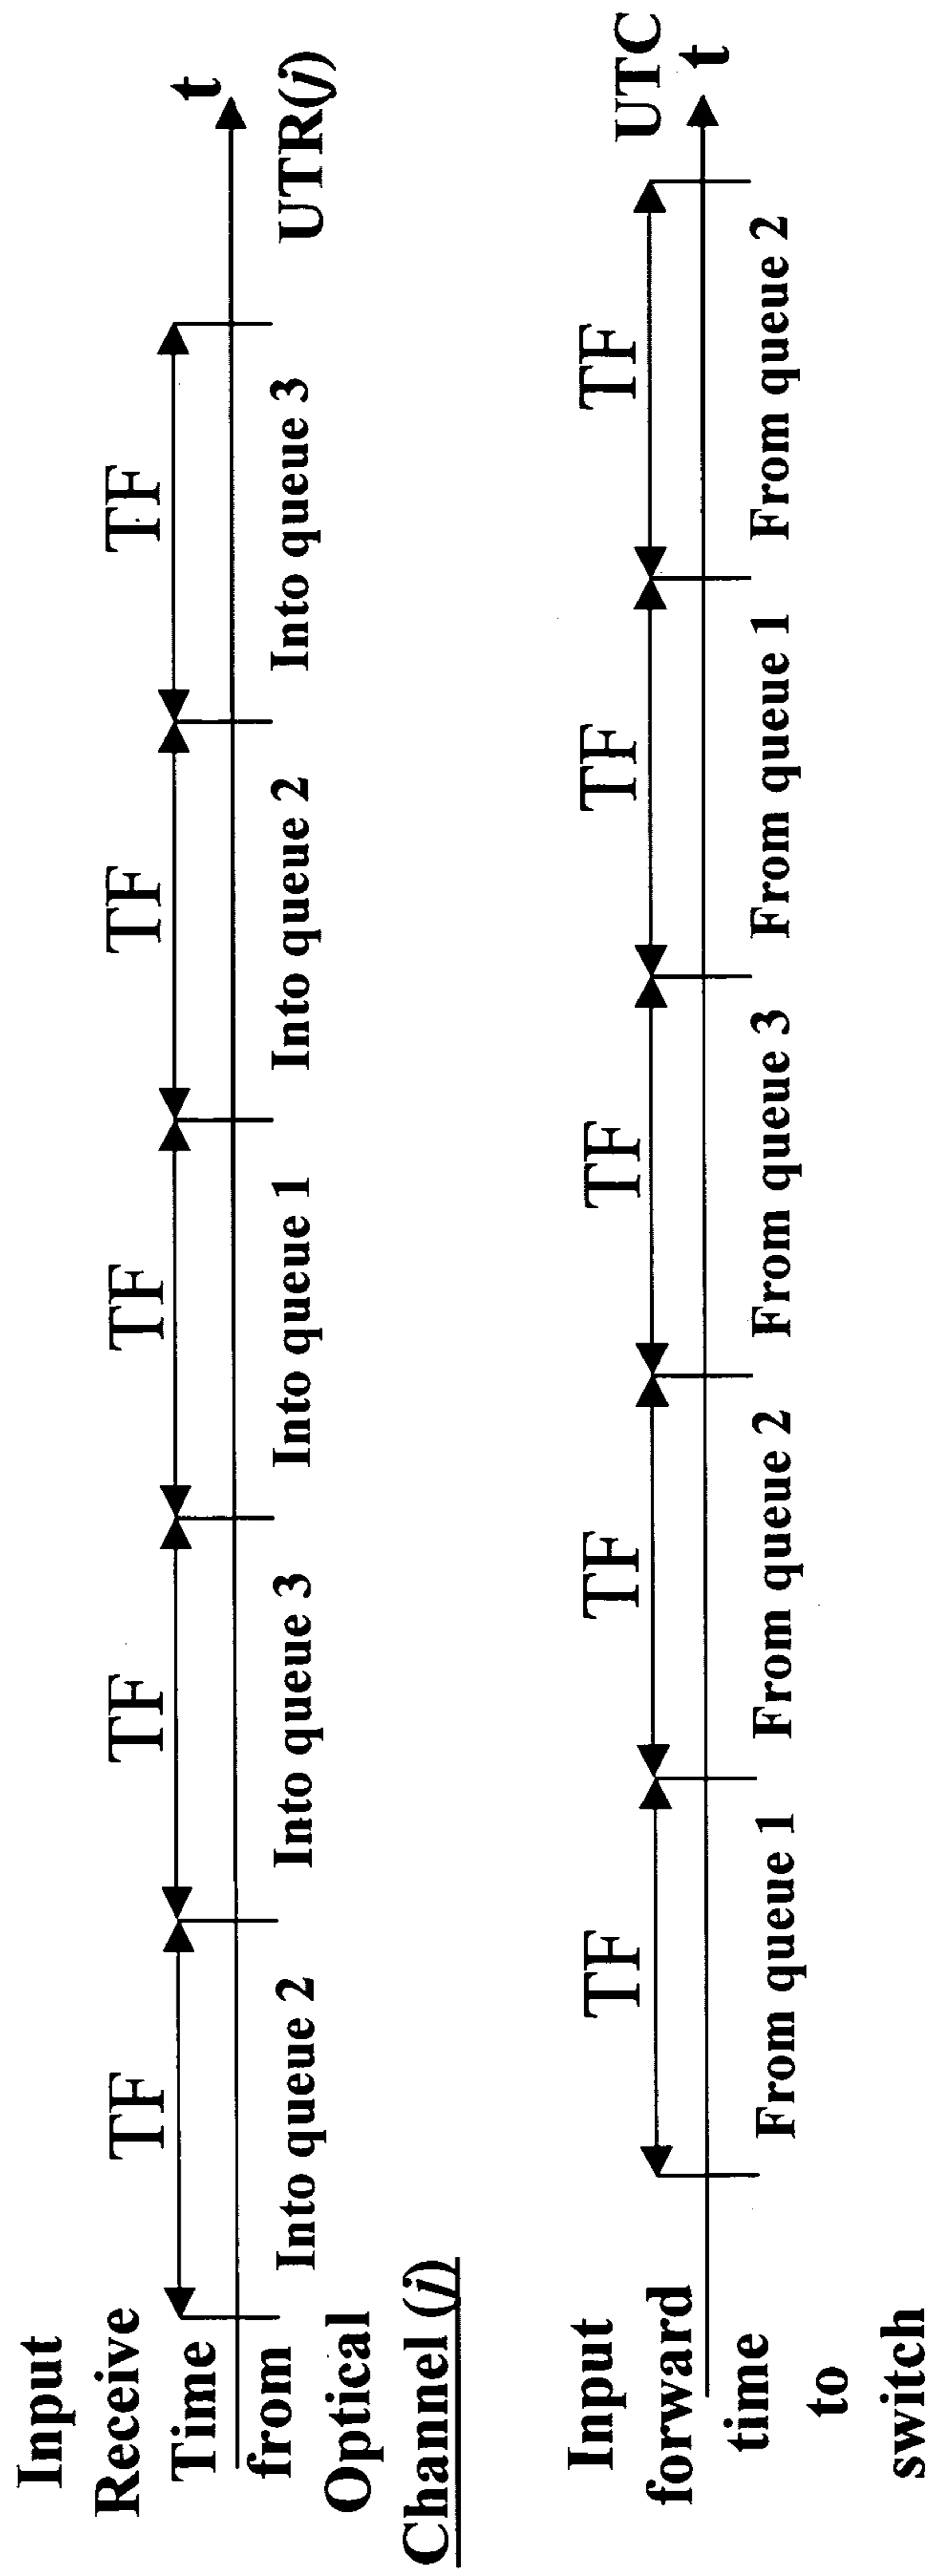 Input
Receive
Time
from
Optical
Channel (j)
TF TF TF TF TF
t
Into queue 2 Into queue 3 Into queue 1 Into queue 2 Into queue 3
UTR(j)
Input
forward
time
to
switch
TF TF TF TF TF
UTC
t
From queue 1 From queue 2 From queue 3 From queue 1 From queue 2